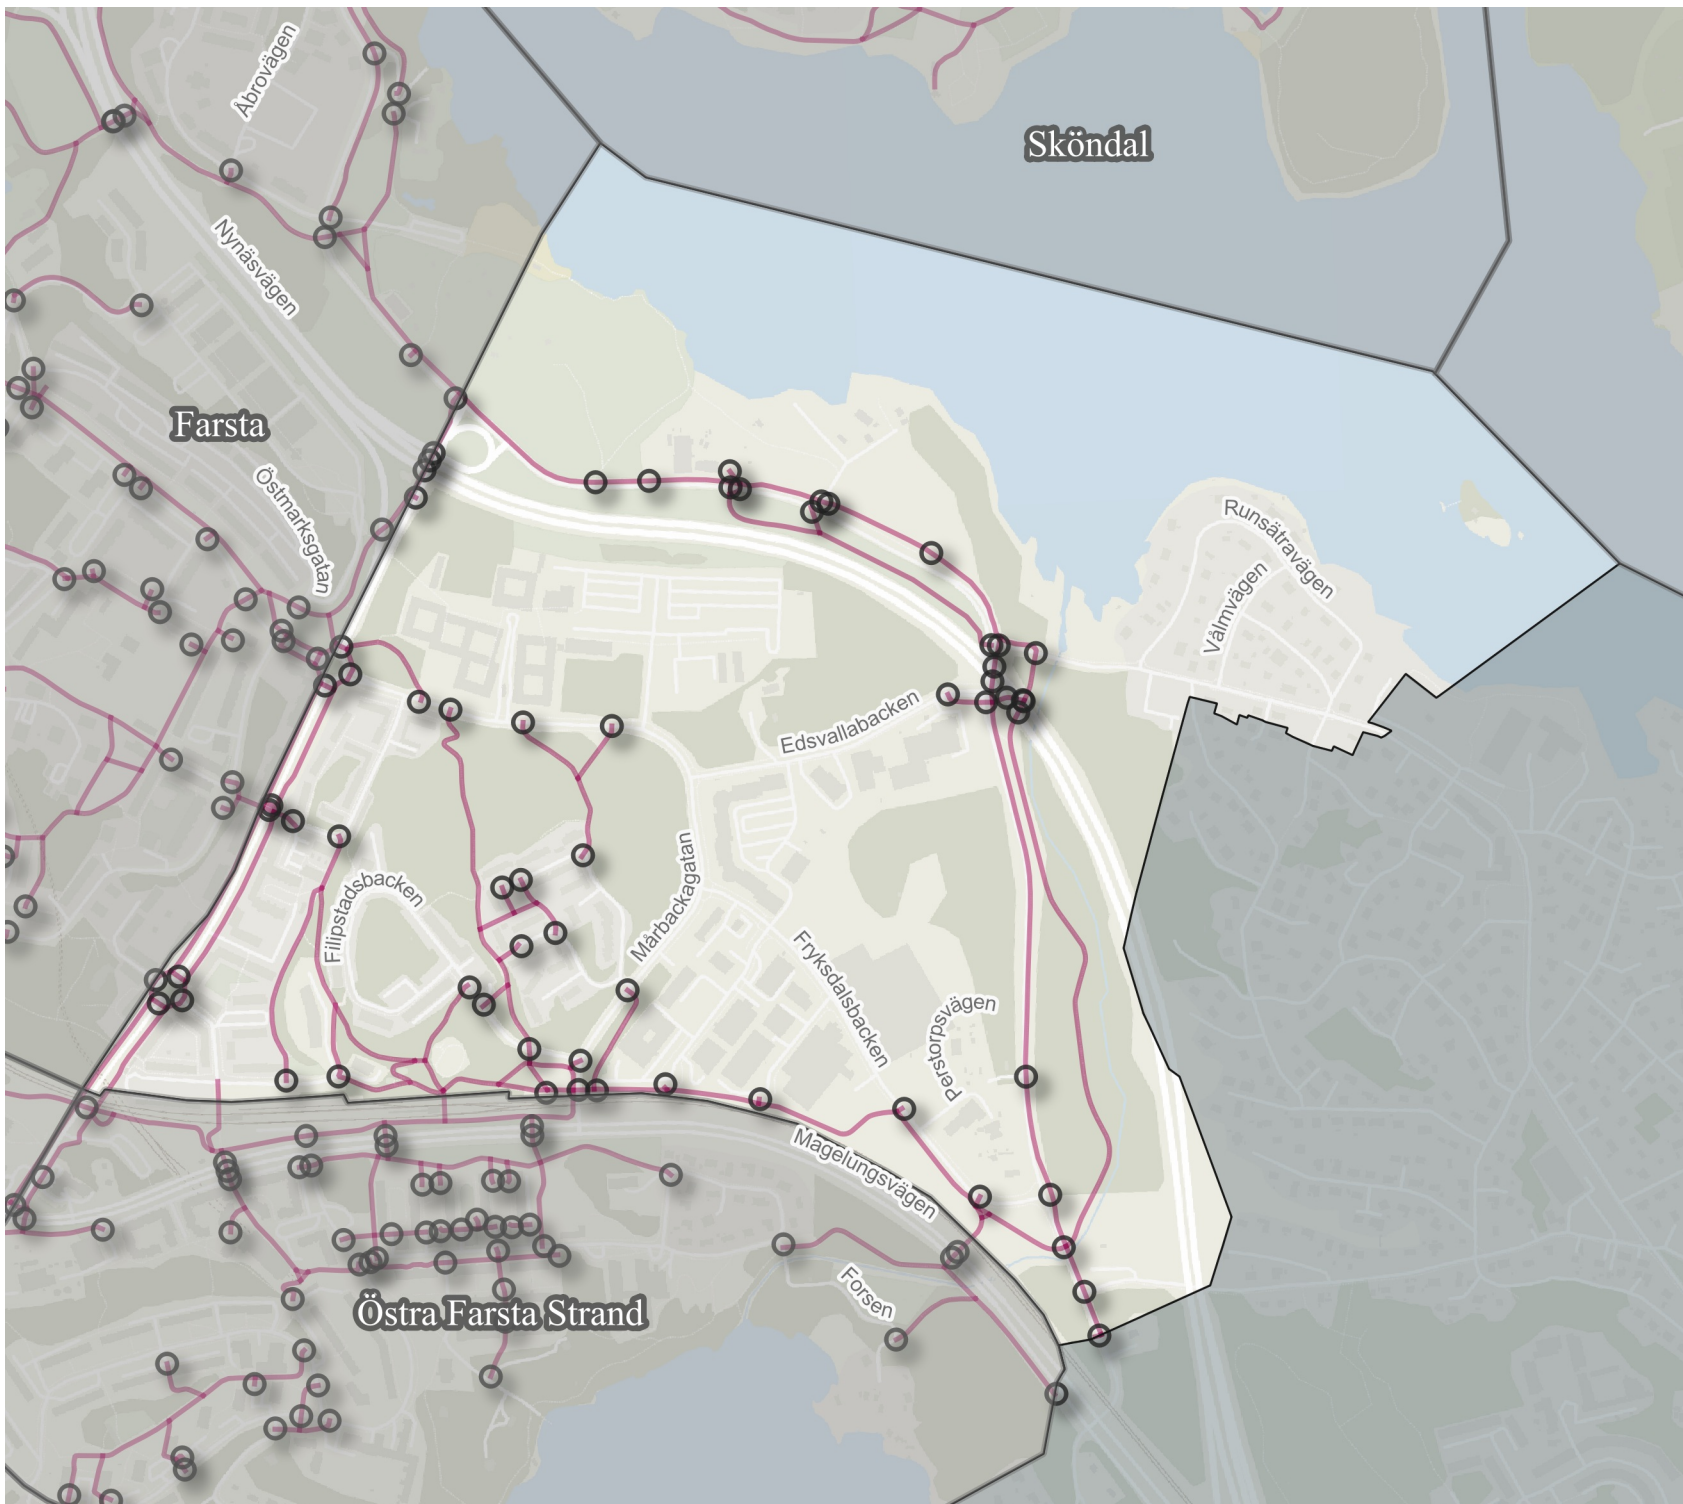 Åbrovägen
Sköndal
Nynäsvägen
Farsta
Östmarksgatan
Runsätravägen
Vålmvägen
Edsvallabacken
Filipstadsbacken
Mårbackagatan
Fryksdalsbacken
Perstorpsvägen
Magelungsvägen
Forsen
Östra Farsta Strand